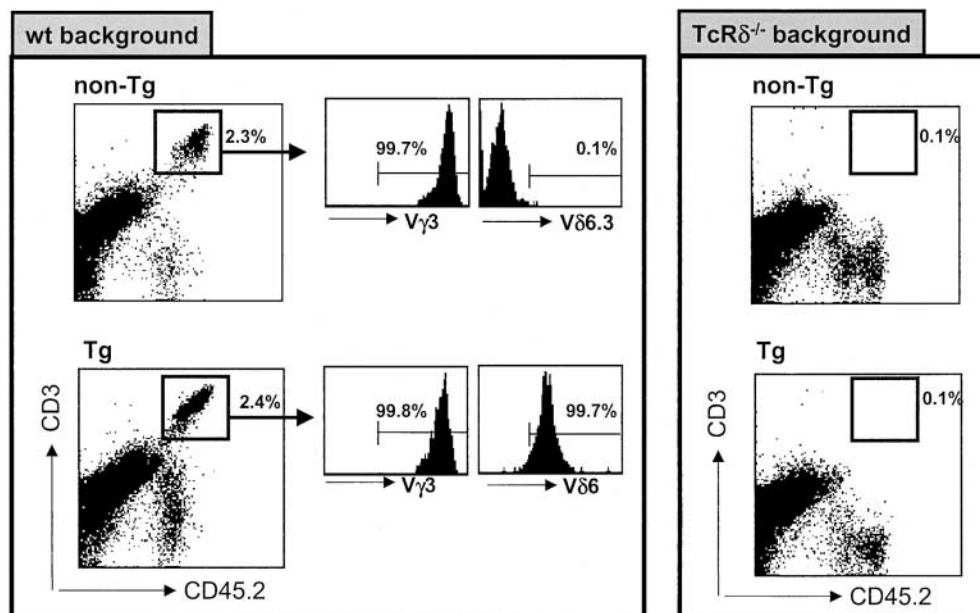 wt background
non-Tg
2.3%
99.7%
0.1%
Vγ3
Vδ6.3
Tg
CD3
2.4%
99.8%
99.7%
Vγ3
Vδ6
CD45.2
TcRδ-/- background
non-Tg
0.1%
Tg
CD3
0.1%
CD45.2